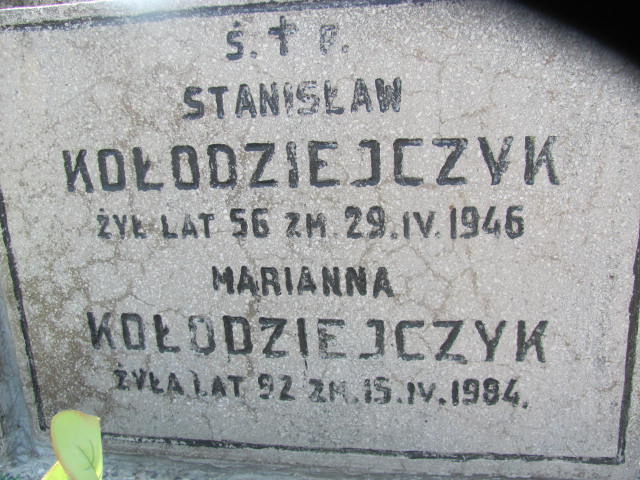 Ś. † P.
STANISŁAW
KOŁODZIEJCZYK
ŻYŁ LAT 56 ZM. 29.IV.1946
MARIANNA
KOŁODZIEJCZYK
ŻYŁA LAT 92 ZM. 15.IV.1984.